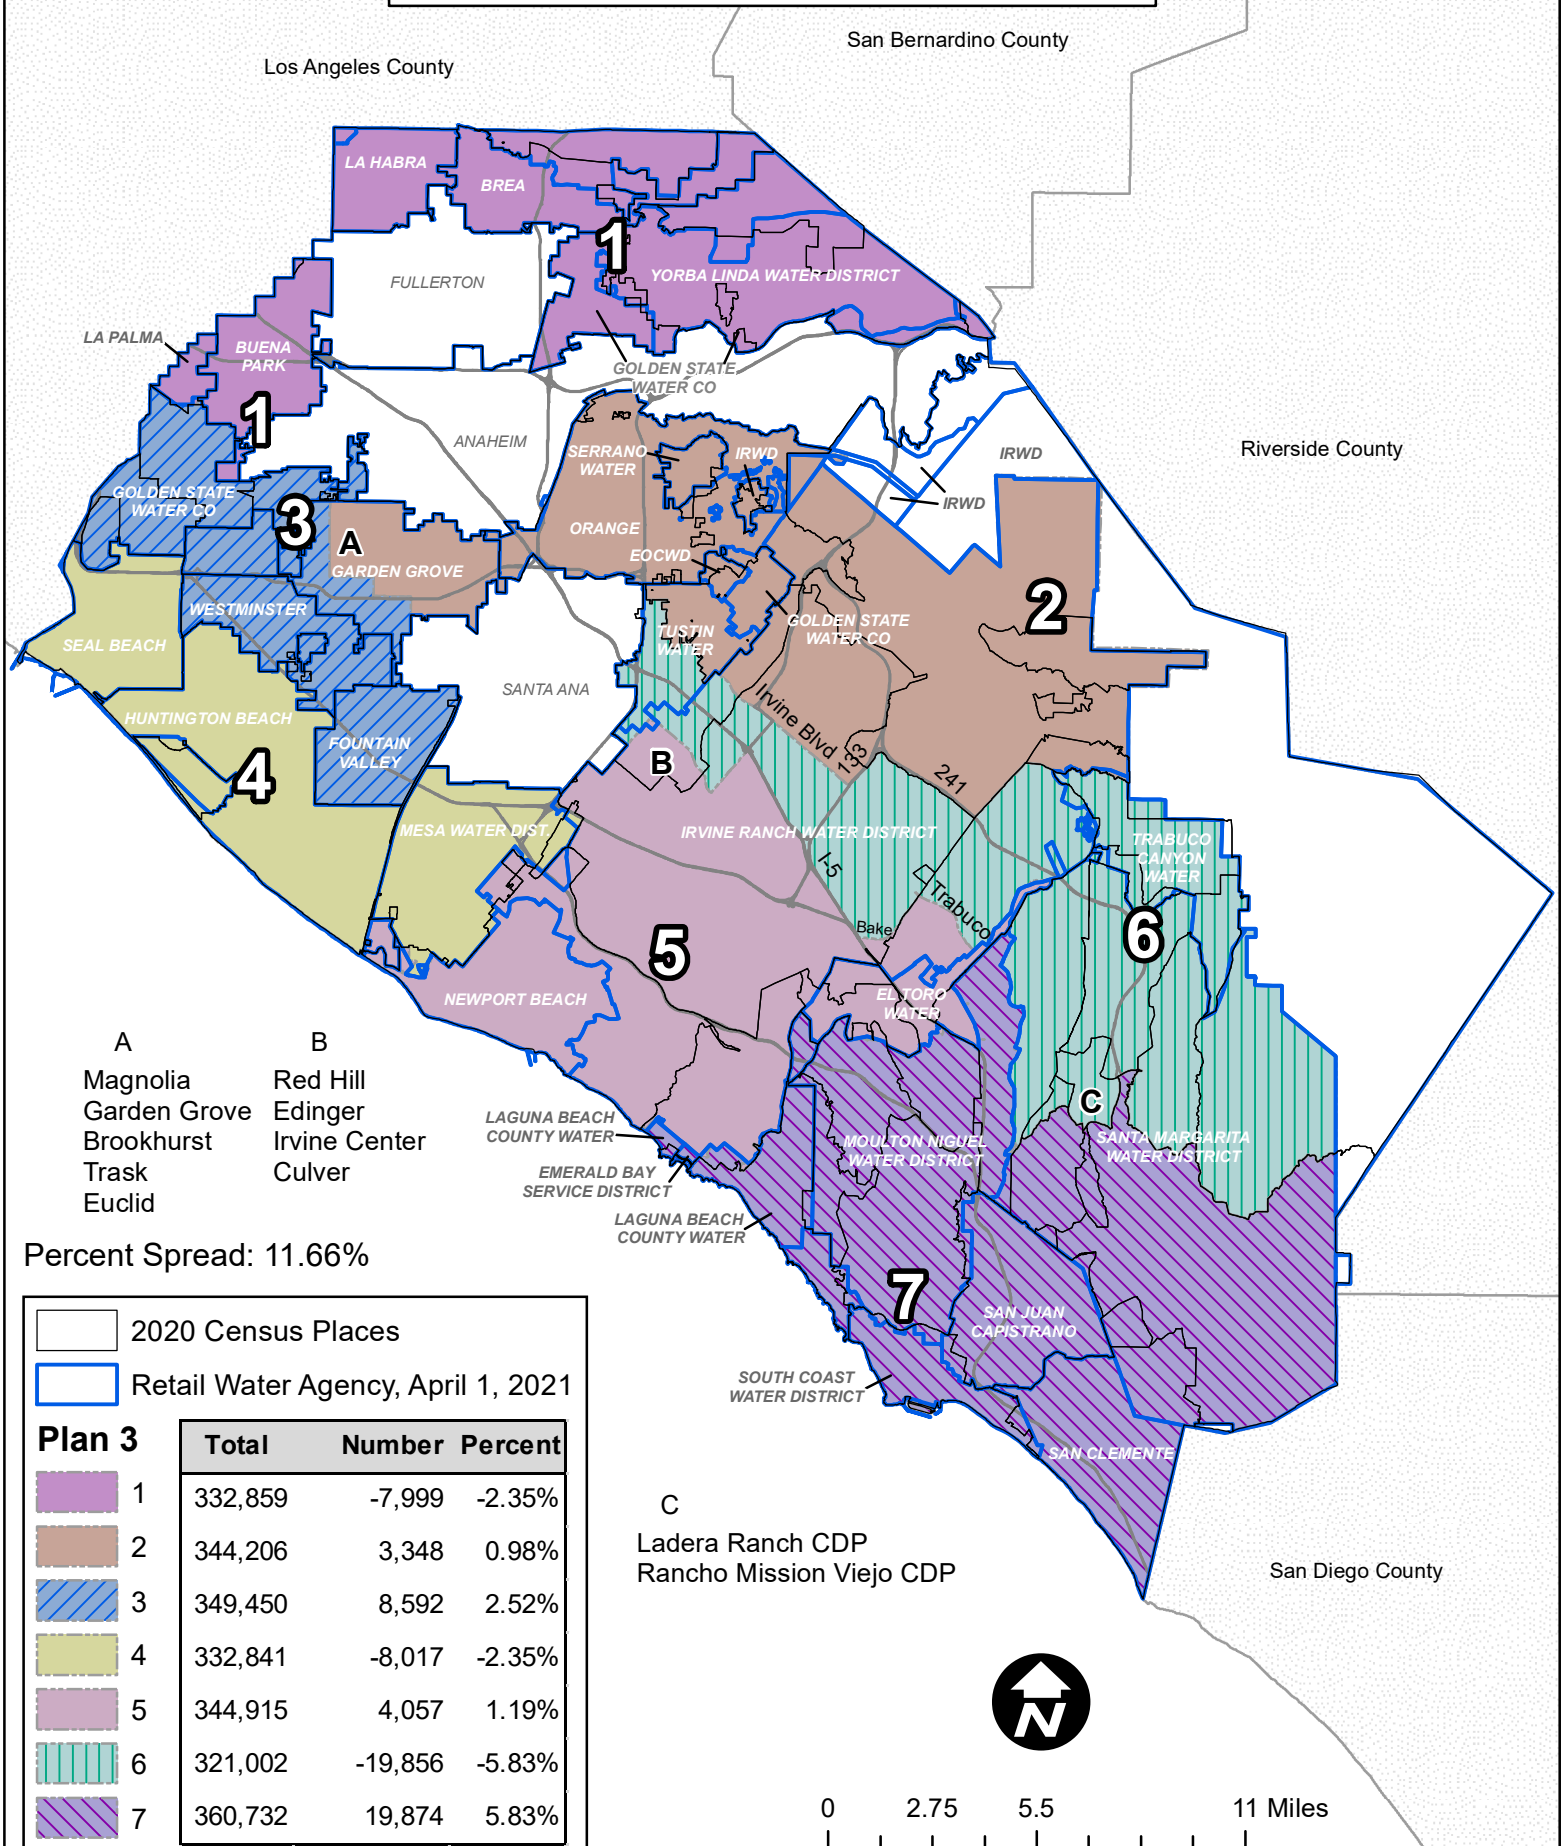 San Bernardino County
Los Angeles County
LA HABRA
BREA
1
YORBA LINDA WATER DISTRICT
FULLERTON
LA PALMA
BUENA
PARK
GOLDEN STATE
WATER CO
1
ANAHEIM
SERRANO
WATER
IRWD
IRWD
Riverside County
GOLDEN STATE
WATER CO
IRWD
3
A
ORANGE
EOCWD
GARDEN GROVE
2
WESTMINSTER
GOLDEN STATE
WATER CO
TUSTIN
WATER
SEAL BEACH
SANTA ANA
HUNTINGTON BEACH
Irvine Blvd
133
241
FOUNTAIN
VALLEY
B
4
MESA WATER DIST.
IRVINE RANCH WATER DISTRICT
TRABUCO
CANYON
WATER
I-5
Trabuco
Bake
6
5
NEWPORT BEACH
EL TORO
WATER
A
Magnolia
Garden Grove
Brookhurst
Trask
Euclid
B
Red Hill
Edinger
Irvine Center
Culver
C
LAGUNA BEACH
COUNTY WATER
MOULTON NIGUEL
WATER DISTRICT
SANTA MARGARITA
WATER DISTRICT
EMERALD BAY
SERVICE DISTRICT
LAGUNA BEACH
COUNTY WATER
Percent Spread: 11.66%
7
SAN JUAN
CAPISTRANO
SOUTH COAST
WATER DISTRICT
SAN CLEMENTE
2020 Census Places
Retail Water Agency, April 1, 2021
Plan 3
Total Number Percent
1 332,859 -7,999 -2.35%
2 344,206 3,348 0.98%
3 349,450 8,592 2.52%
4 332,841 -8,017 -2.35%
5 344,915 4,057 1.19%
6 321,002 -19,856 -5.83%
7 360,732 19,874 5.83%
C
Ladera Ranch CDP
Rancho Mission Viejo CDP
San Diego County
N
0 2.75 5.5 11 Miles